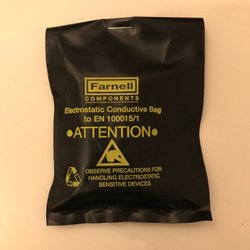 Farnell
COMPONENTS
Electrostatic Conductive Bag
to EN 100015/1
•ATTENTION•
OBSERVE PRECAUTIONS FOR
HANDLING ELECTROSTATIC
SENSITIVE DEVICES